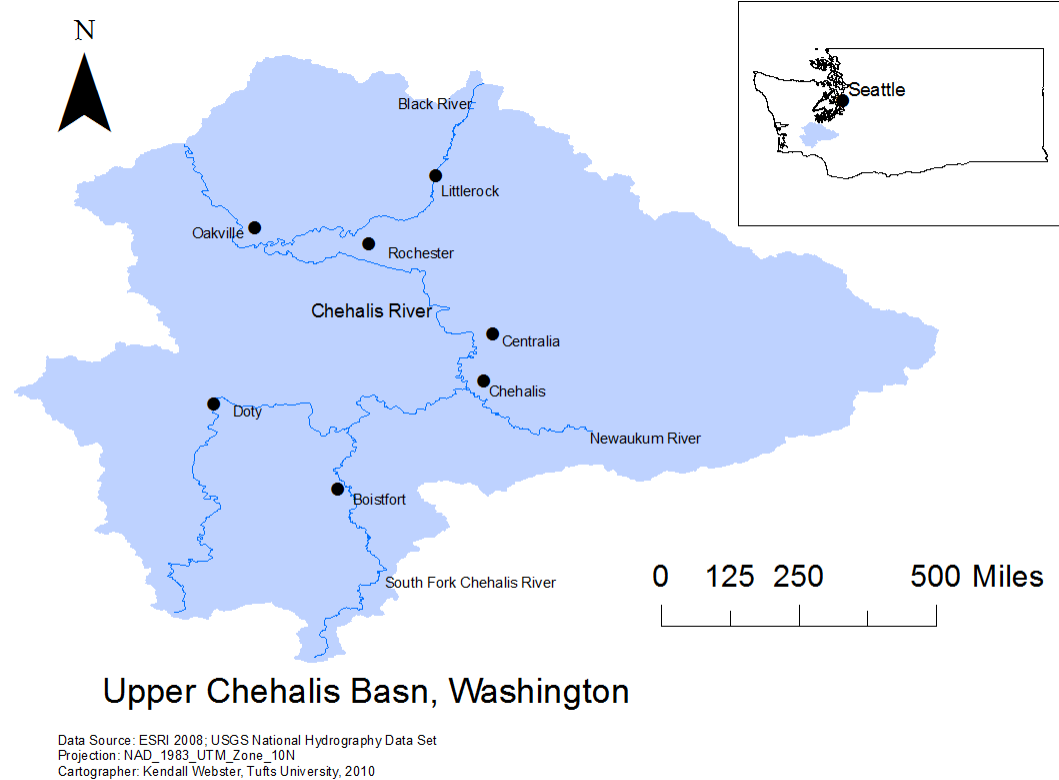 N
Seattle
Black River
Littlerock
Oakville
Rochester
Chehalis River
Centralia
Chehalis
Doty
Newaukum River
Boistfort
South Fork Chehalis River
0 125 250 500 Miles
Upper Chehalis Basn, Washington
Data Source: ESRI 2008; USGS National Hydrography Data Set
Projection: NAD_1983_UTM_Zone_10N
Cartographer: Kendall Webster, Tufts University, 2010